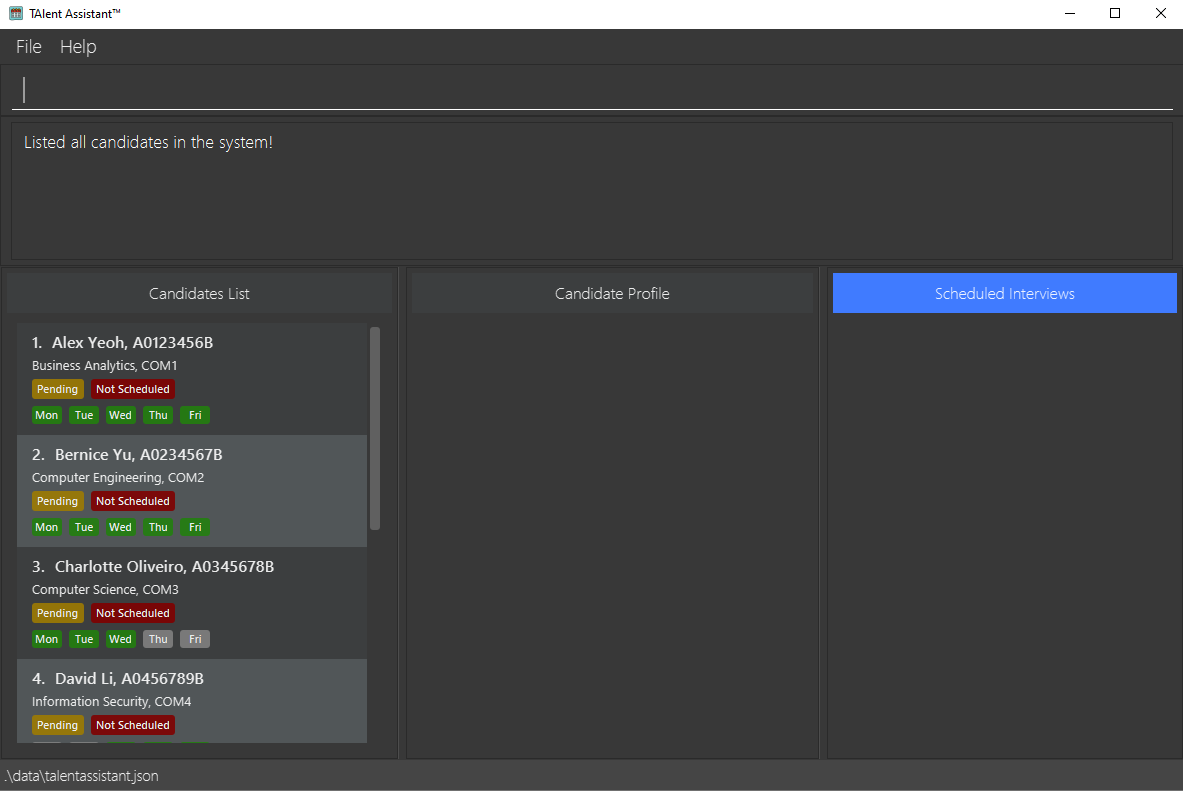 TAlent Assistant™
File Help
Listed all candidates in the system!
Candidates List
1. Alex Yeoh, A0123456B
Business Analytics, COM1
Pending Not Scheduled
Mon Tue Wed Thu Fri
2. Bernice Yu, A0234567B
Computer Engineering, COM2
Pending Not Scheduled
Mon Tue Wed Thu Fri
3. Charlotte Oliveiro, A0345678B
Computer Science, COM3
Pending Not Scheduled
Mon Tue Wed Thu Fri
4. David Li, A0456789B
Information Security, COM4
Pending Not Scheduled
Candidate Profile
Scheduled Interviews
.\data\talentassistant.json